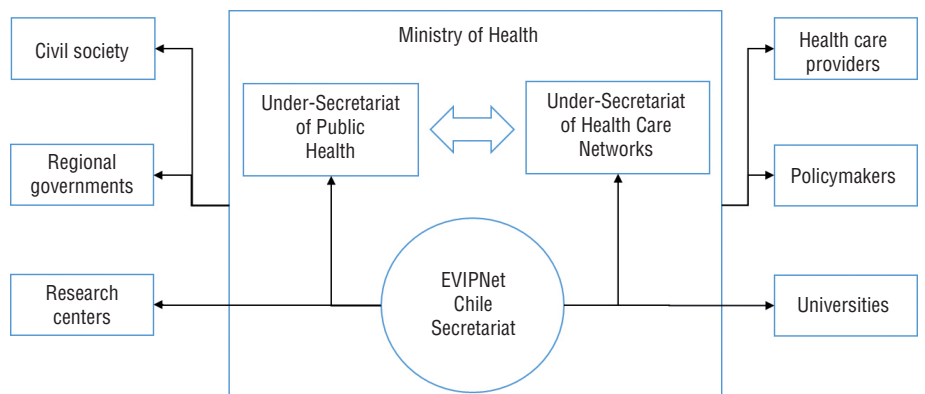 Civil society
Regional
governments
Research
centers
Ministry of Health
Under-Secretariat
of Public
Health
Under-Secretariat
of Health Care
Networks
EVIPNet
Chile
Secretariat
Health care
providers
Policymakers
Universities